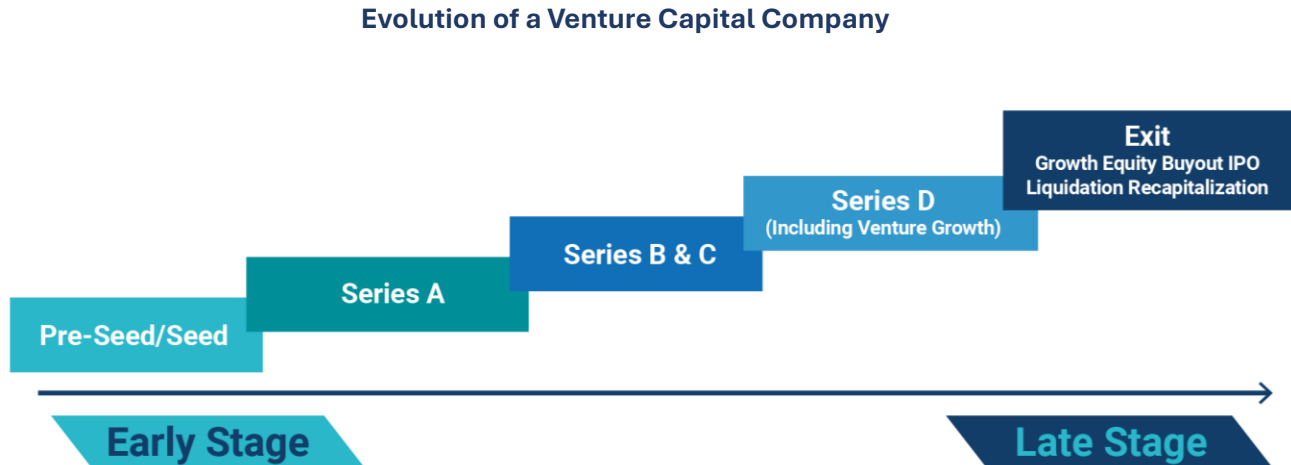 Evolution of a Venture Capital Company
Exit
Growth Equity Buyout IPO
Liquidation Recapitalization
Series D
(Including Venture Growth)
Series B & C
Series A
Pre-Seed/Seed
Early Stage
Late Stage